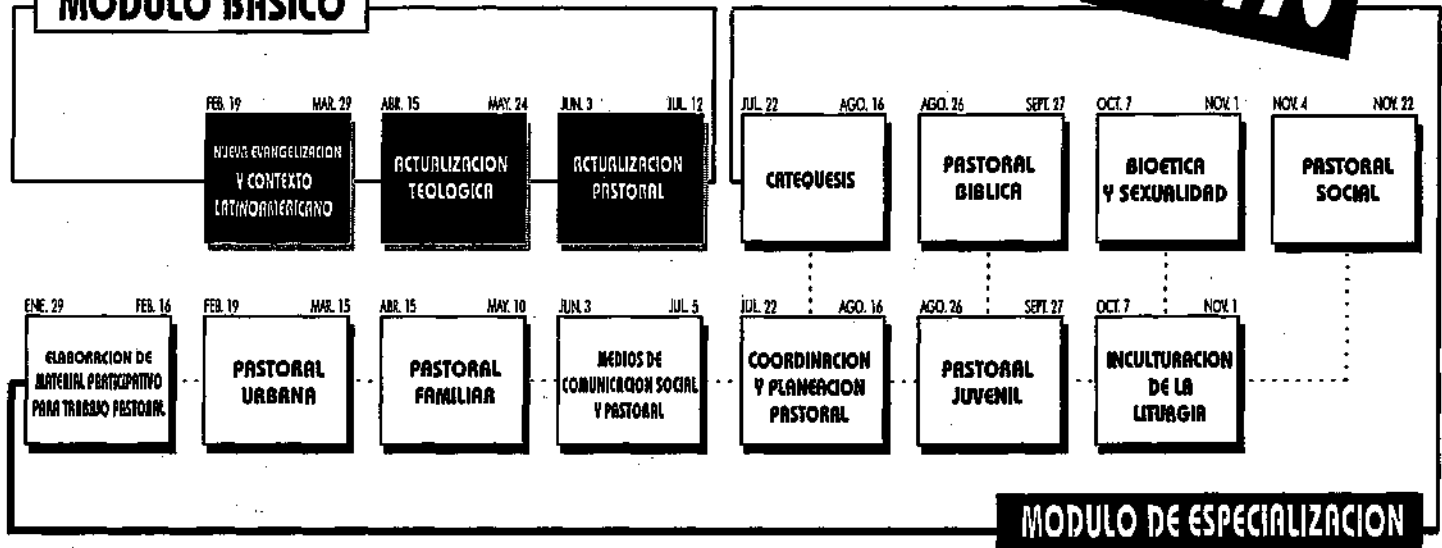 MODULO BASICO
FEB. 19 MAR. 29
NUEVA EVANGELIZACION
Y CONTEXTO
LATINOAMERICANO
ABR. 15 MAY. 24
ACTUALIZACION
TEOLOGICA
JUN. 3 JUL. 12
ACTUALIZACION
PASTORAL
JUL. 22 AGO. 16
CATEQUESIS
AGO. 26 SEPT. 27
PASTORAL
BIBLICA
OCT. 7 NOV. 1
BIOETICA
Y SEXUALIDAD
NOV. 4 NOV. 22
PASTORAL
SOCIAL
ENE. 29 FEB. 16
ELABORACION DE
MATERIAL PARTICIPATIVO
PARA TRABAJO PASTORAL
FEB. 19 MAR. 15
PASTORAL
URBANA
ABR. 15 MAY. 10
PASTORAL
FAMILIAR
JUN. 3 JUL. 5
MEDIOS DE
COMUNICACION SOCIAL
Y PASTORAL
JUL. 22 AGO. 16
COORDINACION
Y PLANEACION
PASTORAL
AGO. 26 SEPT. 27
PASTORAL
JUVENIL
OCT. 7 NOV. 1
INCULTURACION
DE LA
LITURGIA
MODULO DE ESPECIALIZACION